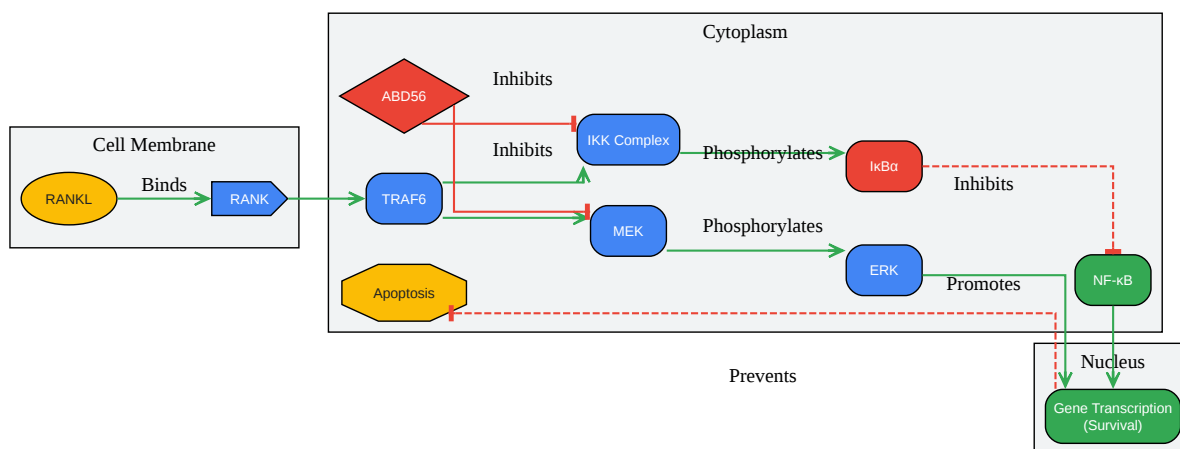 Cytoplasm
ABD56
Inhibits
IKK Complex
Cell Membrane
Inhibits
Phosphorylates
IκBα
Binds
Inhibits
RANKL
RANK
TRAF6
MEK
Phosphorylates
ERK
Promotes
NF-κB
Apoptosis
Prevents
Nucleus
Gene Transcription
(Survival)